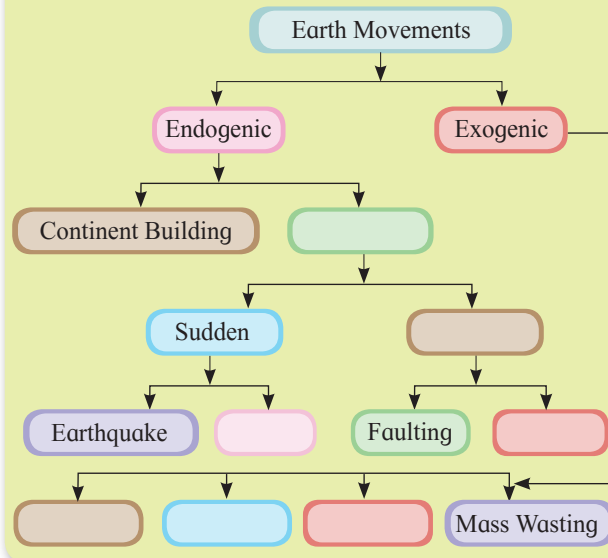 Earth Movements
Endogenic
Exogenic
Continent Building
Sudden
Earthquake
Faulting
Mass Wasting